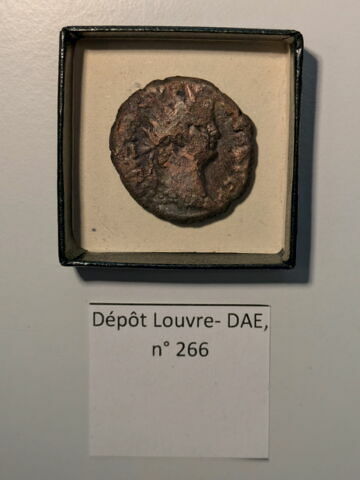 Dépôt Louvre- DAE,
n° 266